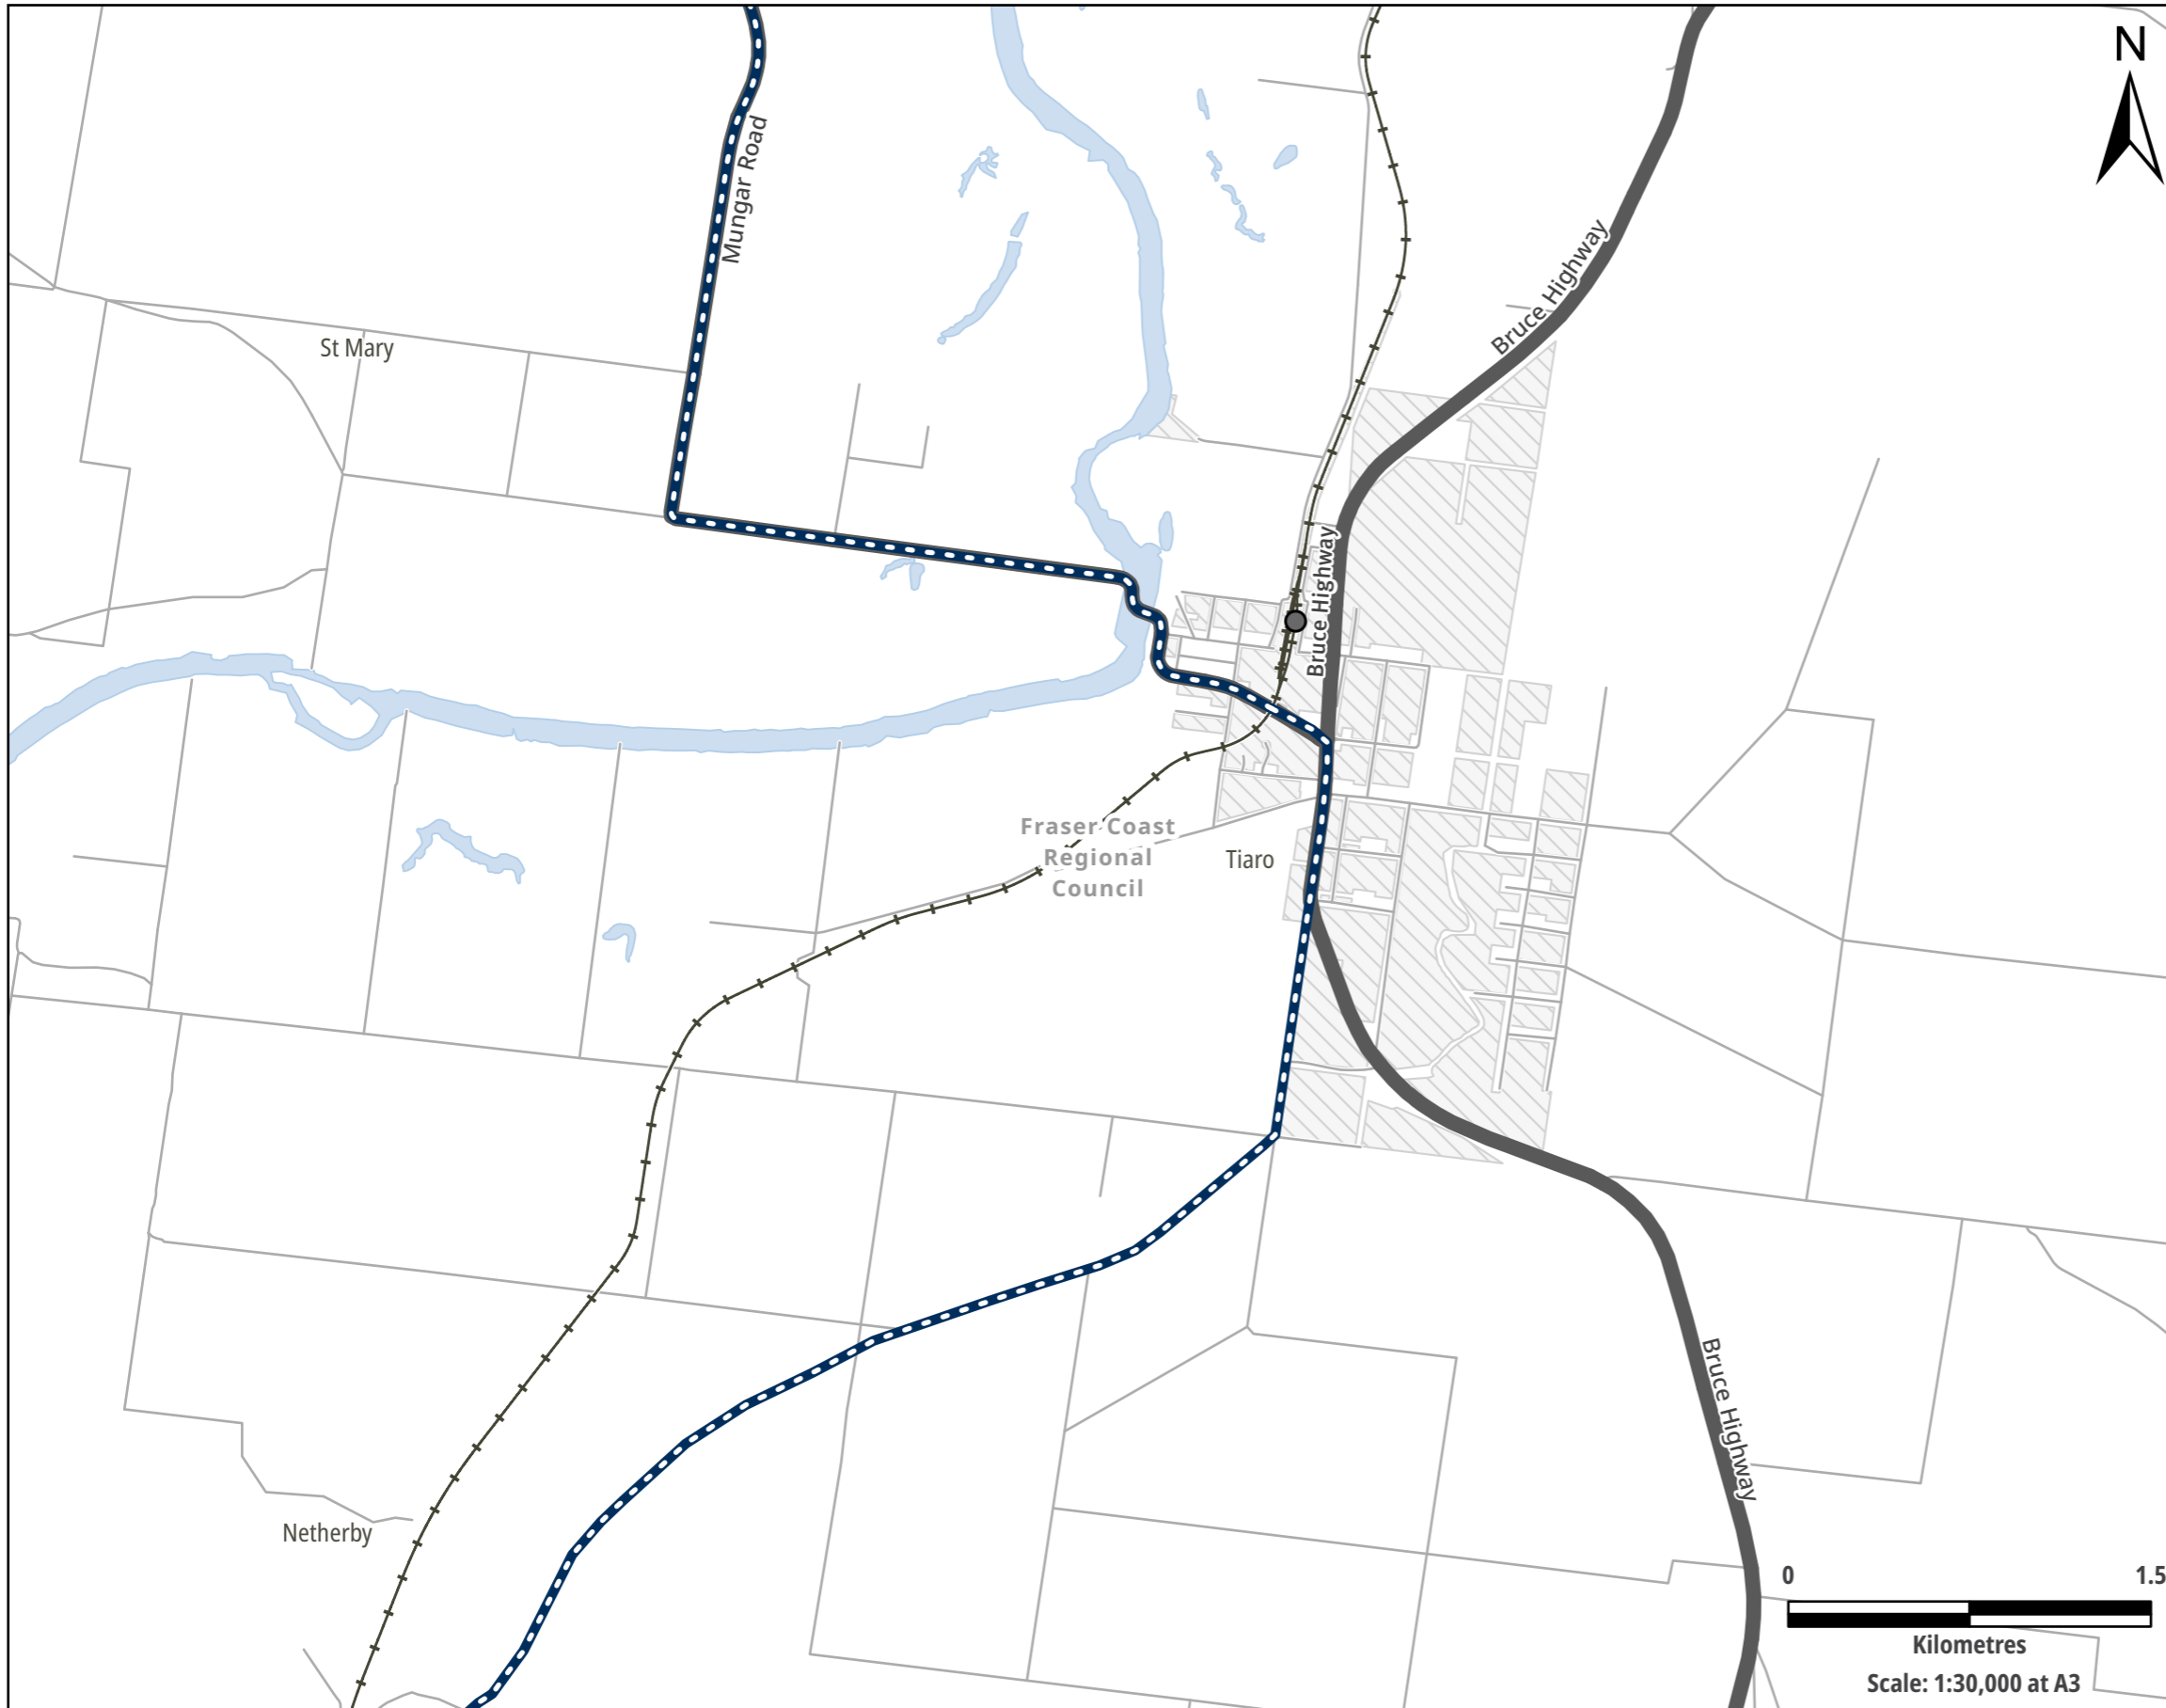 N
Mungar Road
Bruce Highway
St Mary
Bruce Highway
Fraser Coast
Regional
Council
Tiaro
Bruce Highway
Netherby
0 1.5
Kilometres
Scale: 1:30,000 at A3